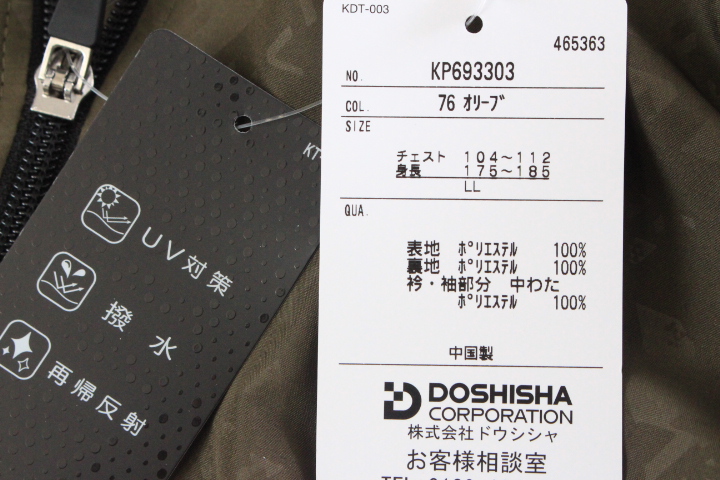 KDT-003
465363
NO. KP693303
COL. 76 ｵﾘｰﾌﾞ
SIZE
チェスト 104～112
身長 175～185
LL
QUA.
表地 ﾎﾟﾘｴｽﾃﾙ 100%
裏地 ﾎﾟﾘｴｽﾃﾙ 100%
衿・袖部分 中わた
ﾎﾟﾘｴｽﾃﾙ 100%
中国製
DOSHISHA
CORPORATION
株式会社ドウシシャ
お客様相談室
UV対策
撥水
再帰反射